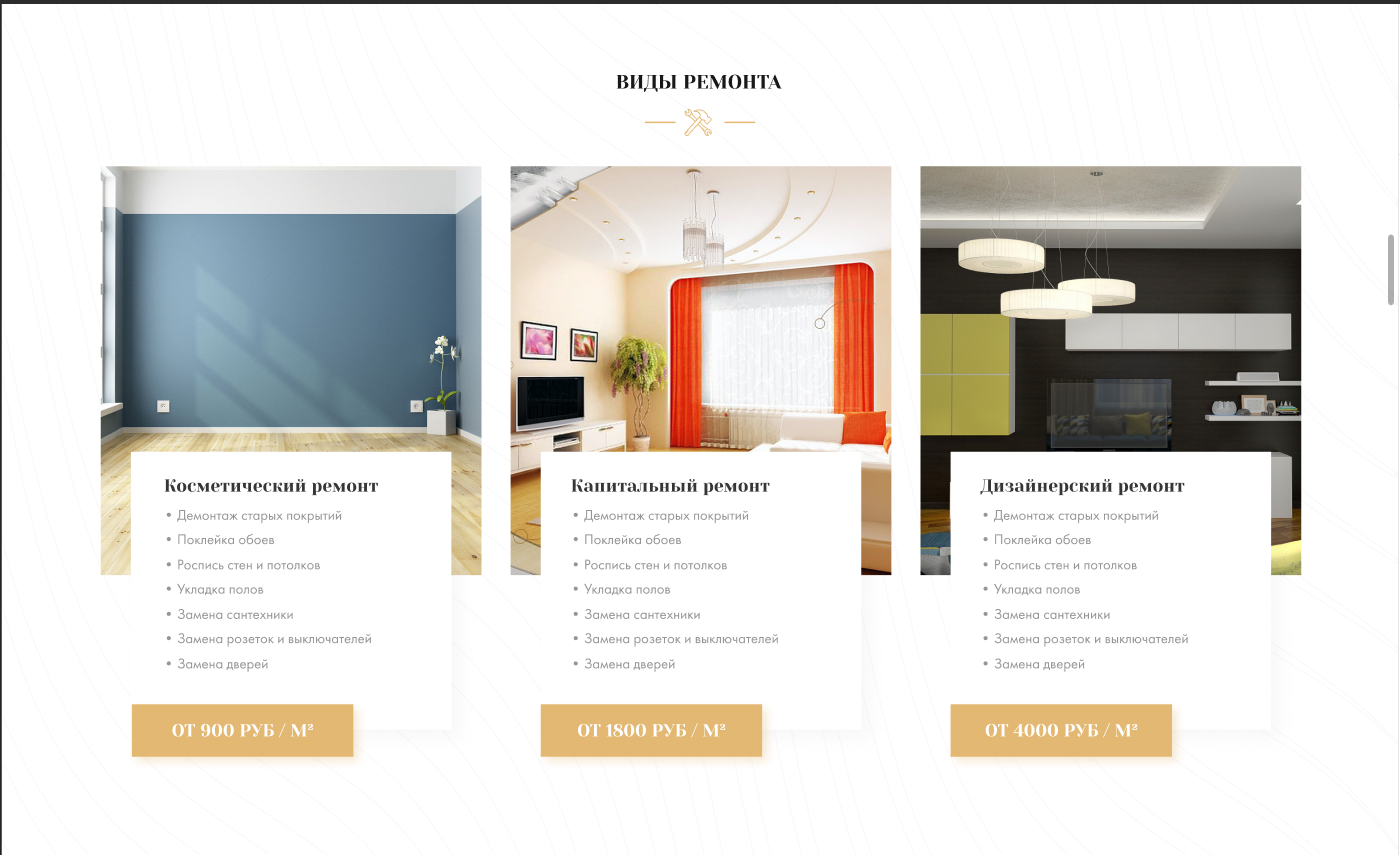 ВИДЫ РЕМОНТА
Косметический ремонт
• Демонтаж старых покрытий
• Поклейка обоев
• Роспись стен и потолков
• Укладка полов
• Замена сантехники
• Замена розеток и выключателей
• Замена дверей
ОТ 900 РУБ / М²
Капитальный ремонт
• Демонтаж старых покрытий
• Поклейка обоев
• Роспись стен и потолков
• Укладка полов
• Замена сантехники
• Замена розеток и выключателей
• Замена дверей
ОТ 1800 РУБ / М²
Дизайнерский ремонт
• Демонтаж старых покрытий
• Поклейка обоев
• Роспись стен и потолков
• Укладка полов
• Замена сантехники
• Замена розеток и выключателей
• Замена дверей
ОТ 4000 РУБ / М²